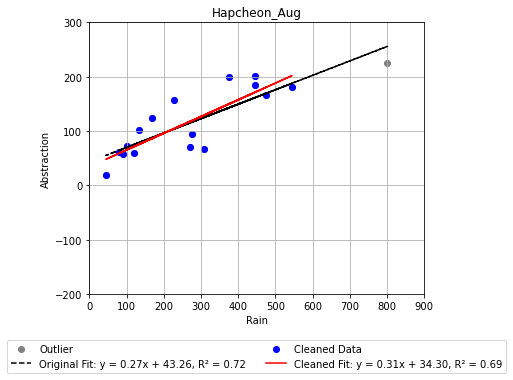 Hapcheon_Aug
300
200
100
0
−100
−200
Abstraction
0 100 200 300 400 500 600 700 800 900
Rain
Outlier
Original Fit: y = 0.27x + 43.26, R² = 0.72
Cleaned Data
Cleaned Fit: y = 0.31x + 34.30, R² = 0.69